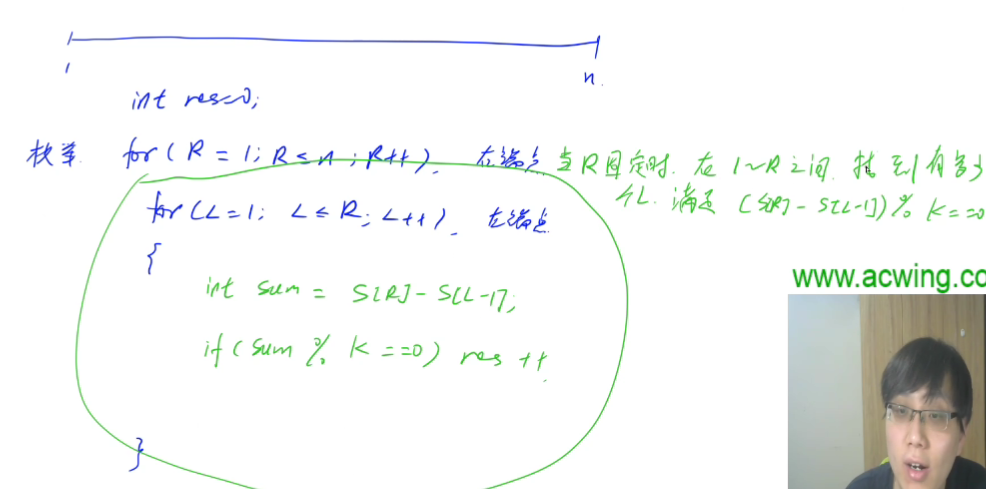 1 n.
int res=0;
枚举 for(R=1; R≤n; R++) 右端点 当R固定时. 在1~R之间. 找到有多少
个L. 满足 (S[R]-S[L-1])%K==0
for(L=1; L≤R; L++) 左端点
{
int sum = S[R]-S[L-1];
if(sum % K ==0) res ++
}
www.acwing.co